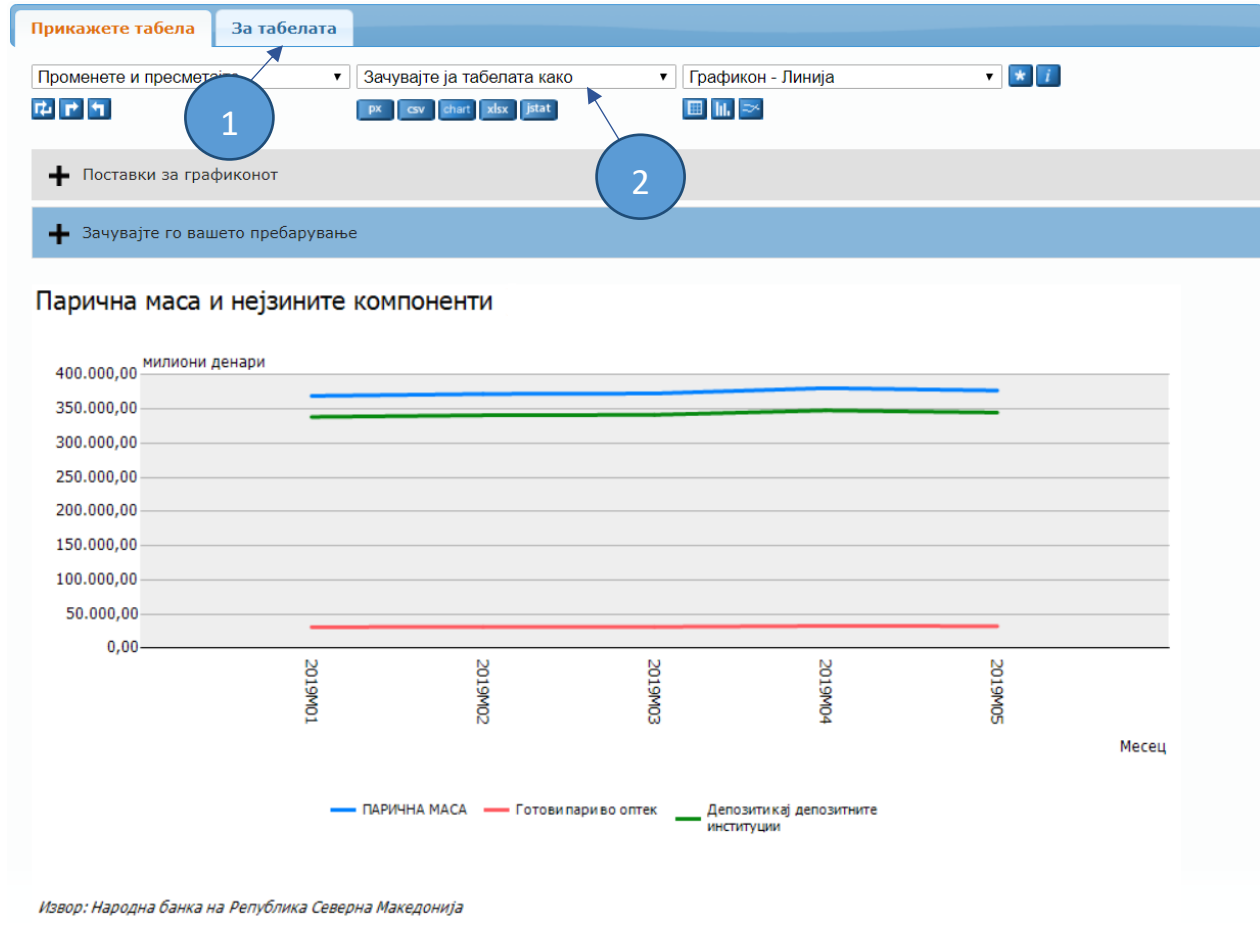 Прикажете табела
За табелата
Променете и
Зачувајте ја табелата како
Графикон - Линија
px csv chart xlsx jstat
1
2
Поставки за графиконот
Зачувајте го вашето пребарување
Парична маса и нејзините компоненти
милиони денари
400.000,00
350.000,00
300.000,00
250.000,00
200.000,00
150.000,00
100.000,00
50.000,00
0,00
2019M01
2019M02
2019M03
2019M04
2019M05
Месец
ПАРИЧНА МАСА
Готови пари во оптек
Депозити кај депозитните
институции
Извор: Народна банка на Република Северна Македонија